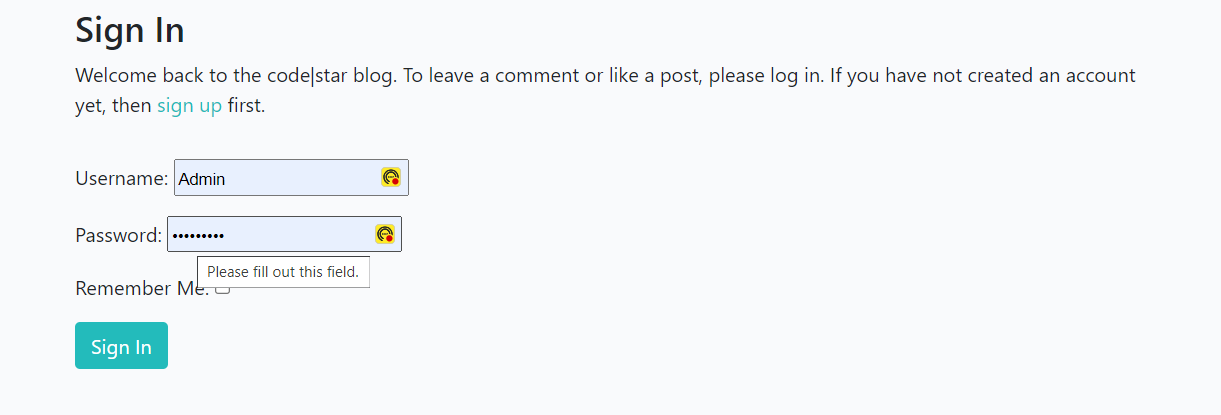 Sign In
Welcome back to the code|star blog. To leave a comment or like a post, please log in. If you have not created an account
yet, then sign up first.
Username: Admin
Password: •••••••••
Please fill out this field.
Remember Me:
Sign In